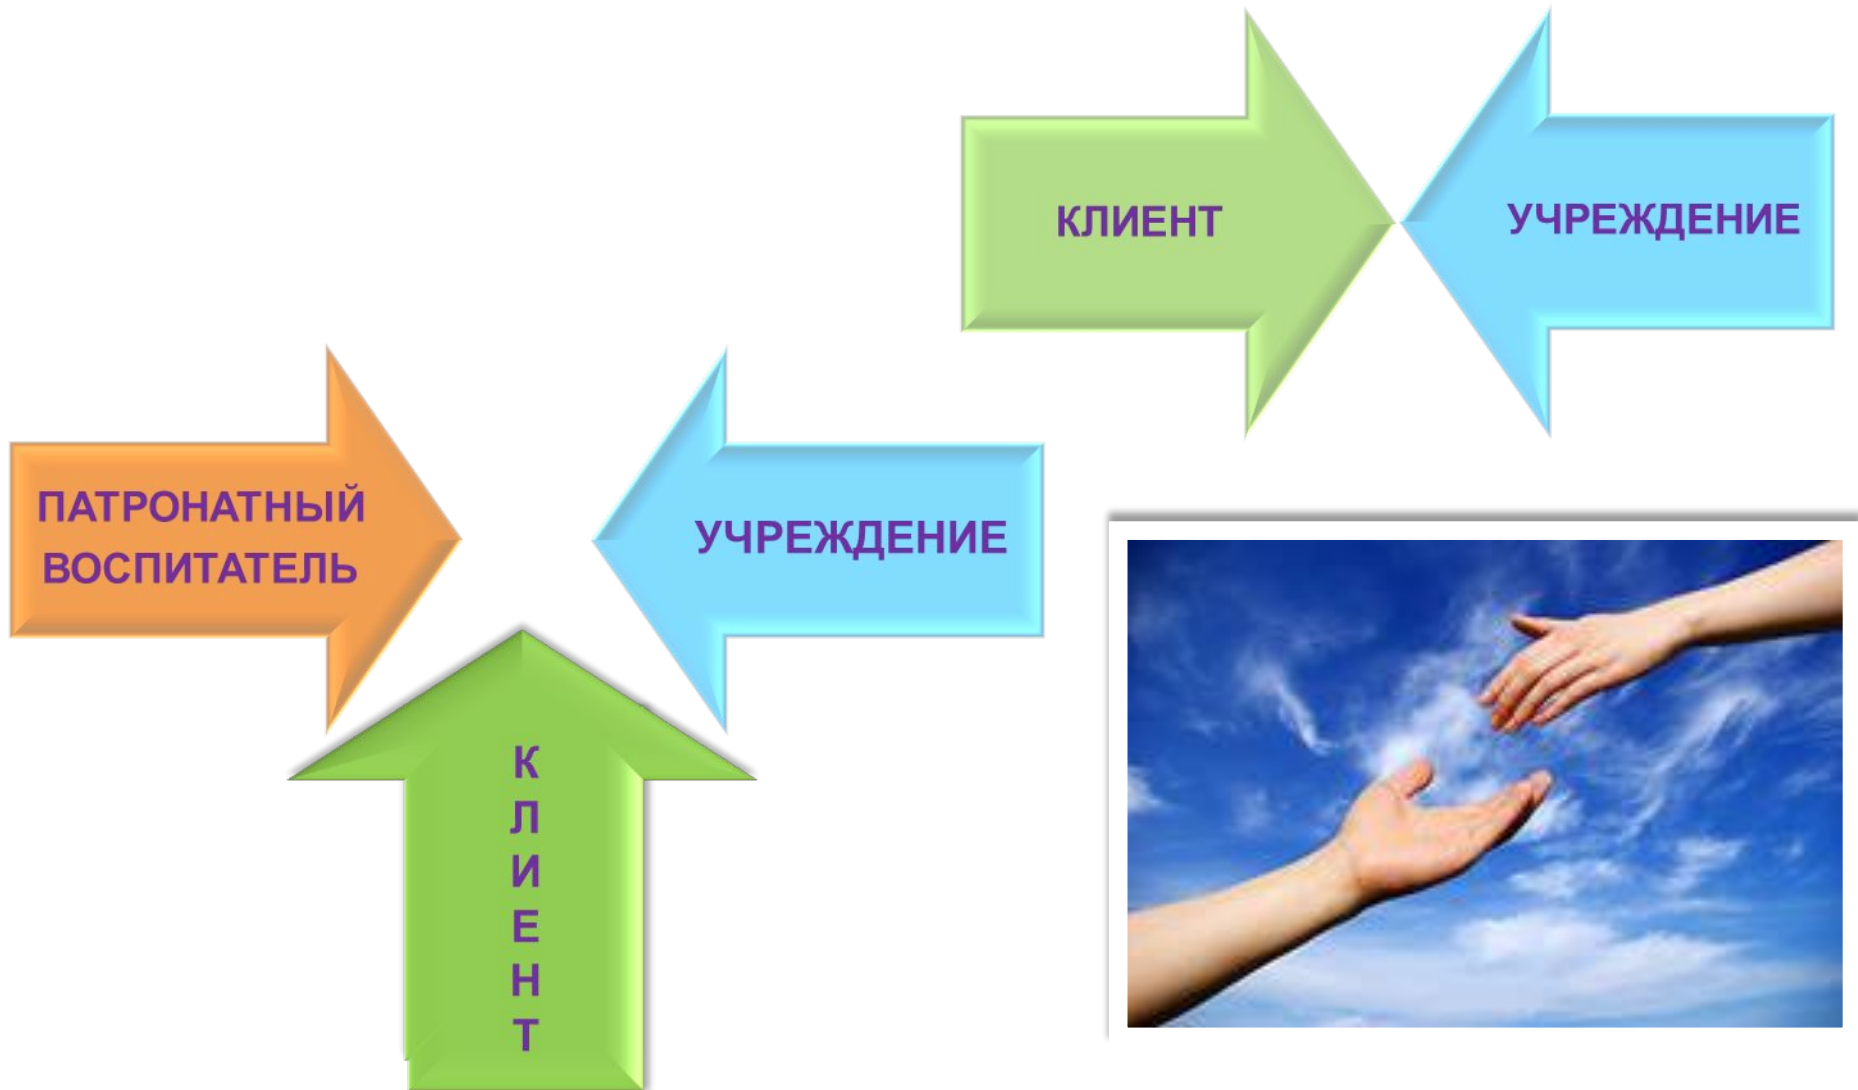 КЛИЕНТ
УЧРЕЖДЕНИЕ
ПАТРОНАТНЫЙ
ВОСПИТАТЕЛЬ
УЧРЕЖДЕНИЕ
К
Л
И
Е
Н
Т